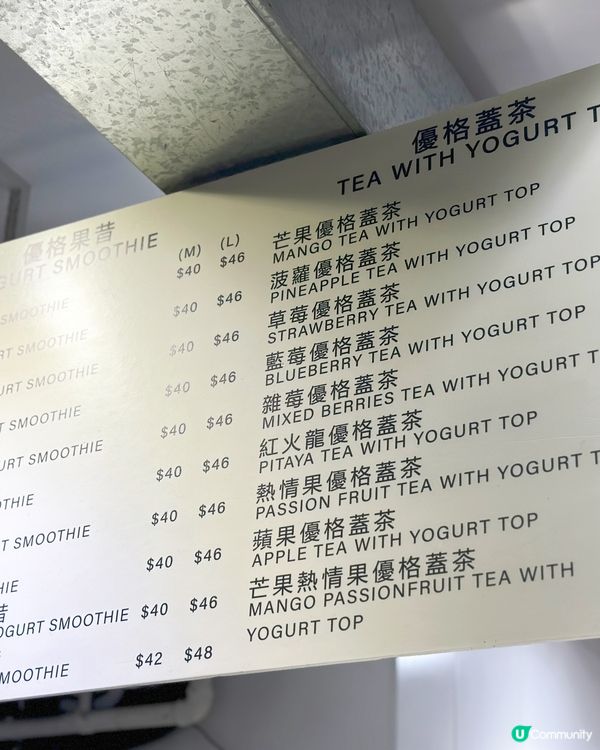 優格果昔
GURT SMOOTHIE
(M) (L)
$40 $46
SMOOTHIE
$40 $46
RT SMOOTHIE
$40 $46
URT SMOOTHIE
$40 $46
T SMOOTHIE
$40 $46
URT SMOOTHIE
$40 $46
OTHIE
$40 $46
T SMOOTHIE
$40 $46
HIE
昔
OGURT SMOOTHIE $40 $46
SMOOTHIE $42 $48
優格蓋茶
TEA WITH YOGURT T
芒果優格蓋茶
MANGO TEA WITH YOGURT TOP
菠蘿優格蓋茶
PINEAPPLE TEA WITH YOGURT TOP
草莓優格蓋茶
STRAWBERRY TEA WITH YOGURT TOP
藍莓優格蓋茶
BLUEBERRY TEA WITH YOGURT TOP
雜莓優格蓋茶
MIXED BERRIES TEA WITH YOGURT T
紅火龍優格蓋茶
PITAYA TEA WITH YOGURT TOP
熱情果優格蓋茶
PASSION FRUIT TEA WITH YOGURT T
蘋果優格蓋茶
APPLE TEA WITH YOGURT TOP
芒果熱情果優格蓋茶
MANGO PASSIONFRUIT TEA WITH
YOGURT TOP
U Community